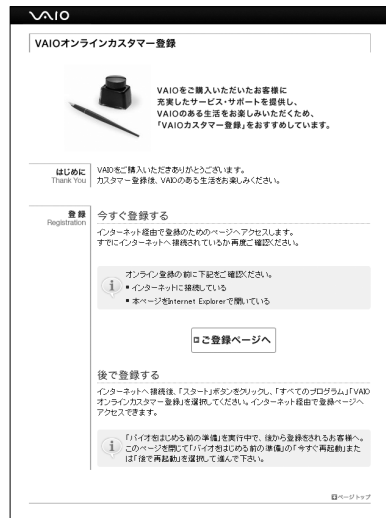 VAIO
VAIOオンラインカスタマー登録
VAIOをご購入いただいたお客様に
充実したサービス・サポートを提供し、
VAIOのある生活をお楽しみいただくため、
「VAIOカスタマー登録」をおすすめしています。
はじめに
Thank You
VAIOをご購入いただきありがとうございます。
カスタマー登録後、VAIOのある生活をお楽しみください。
登録
Registration
今すぐ登録する
インターネット経由で登録のためのページへアクセスします。
すでにインターネットへ接続されているか再度ご確認ください。
オンライン登録の前に下記をご確認ください。
■ インターネットに接続している
■ 本ページをInternet Explorerで開いている
ご登録ページへ
後で登録する
インターネットへ接続後、「スタート」ボタンをクリックし、「すべてのプログラム」「VAIO
オンラインカスタマー登録」を選択してください。インターネット経由で登録ページへ
アクセスできます。
「バイオをはじめる前の準備」を実行中で、後から登録をされるお客様へ。
このページを閉じて「バイオをはじめる前の準備」の「今すぐ再起動」また
は「後で再起動」を選択して進んで下さい。
ページトップ